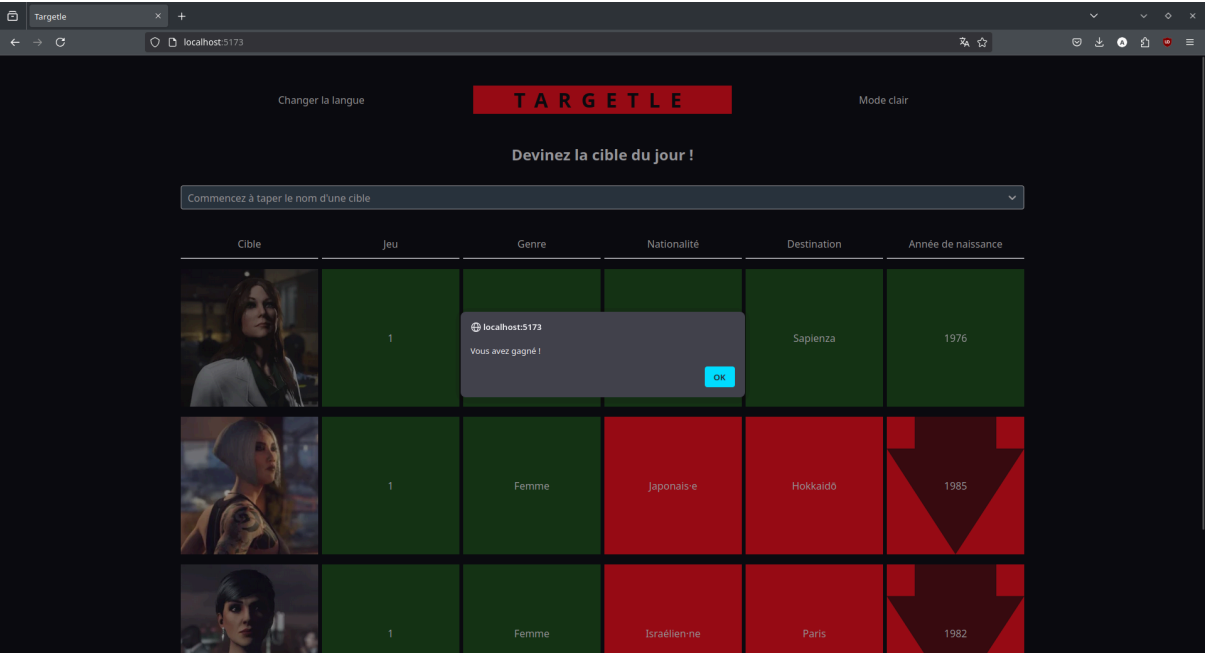 Targetle
localhost:5173
Changer la langue
TARGETLE
Mode clair
Devinez la cible du jour !
Commencez à taper le nom d'une cible
Cible Jeu Genre Nationalité Destination Année de naissance
1 Sapienza 1976
localhost:5173
Vous avez gagné !
OK
1 Femme Japonais·e Hokkaidō 1985
1 Femme Israélien·ne Paris 1982